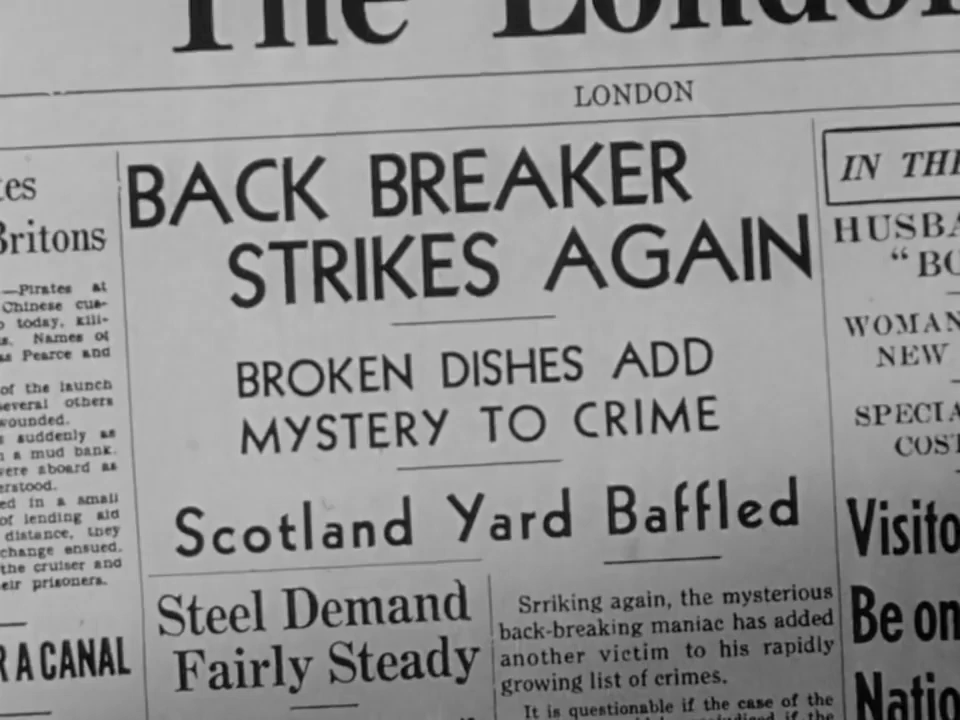 The London
LONDON
tes
Britons
—Pirates at
Chinese cus-
today, kill-
Names of
Pearce and
of the launch
several others
wounded.
suddenly as
a mud bank.
were aboard as
erstood.
ed in a small
of lending aid
distance, they
change ensued.
the cruiser and
eir prisoners.
R A CANAL
BACK BREAKER
STRIKES AGAIN
BROKEN DISHES ADD
MYSTERY TO CRIME
Scotland Yard Baffled
Steel Demand
Fairly Steady
Srriking again, the mysterious
back-breaking maniac has added
another victim to his rapidly
growing list of crimes.
It is questionable if the case of the
IN THE
HUSBA
“BO
WOMAN
NEW
SPECIA
COST
Visito
Be on
Natio